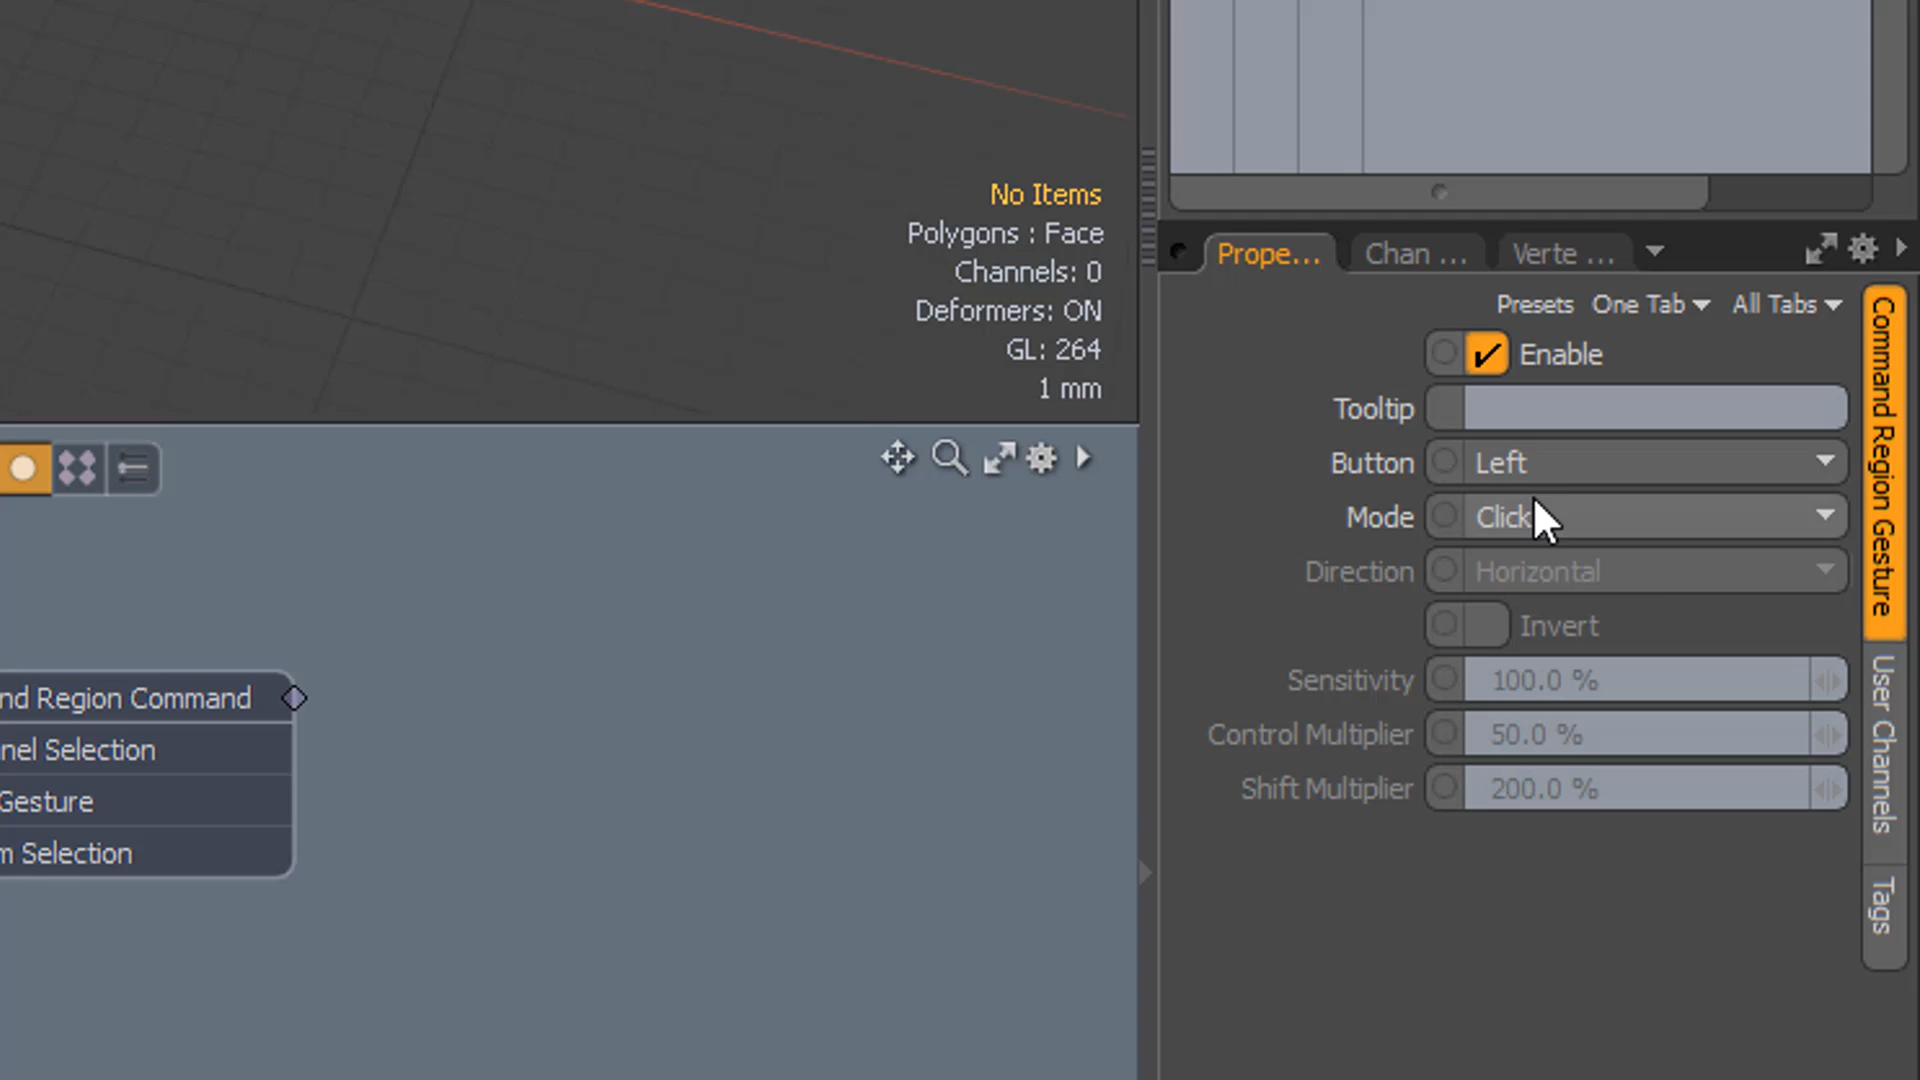 No Items
Polygons : Face
Channels: 0
Deformers: ON
GL: 264
1 mm
nd Region Command
nel Selection
Gesture
m Selection
Prope...
Chan ...
Verte ...
Presets One Tab All Tabs
Enable
Tooltip
Button Left
Mode Click
Direction Horizontal
Invert
Sensitivity 100.0 %
Control Multiplier 50.0 %
Shift Multiplier 200.0 %
Command Region Gesture
User Channels
Tags